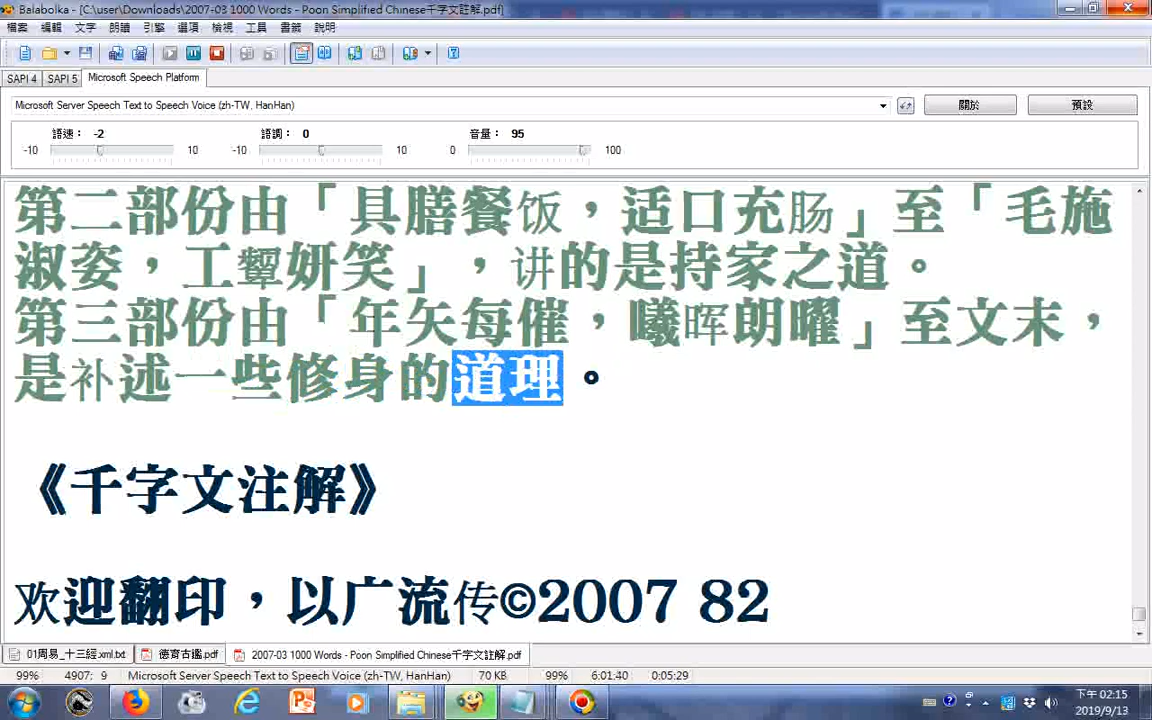 Balabolka - [C:\user\Downloads\2007-03 1000 Words - Poon Simplified Chinese千字文註解.pdf]
檔案 編輯 文字 朗讀 引擎 選項 檢視 工具 書籤 說明
SAPI 4 SAPI 5 Microsoft Speech Platform
Microsoft Server Speech Text to Speech Voice (zh-TW, HanHan) 關於 預設
語速： -2 語調： 0 音量： 95
-10 10 -10 10 0 100
第二部份由「具膳餐饭，适口充肠」至「毛施
淑姿，工颦妍笑」，讲的是持家之道。
第三部份由「年矢每催，曦晖朗曜」至文末，
是补述一些修身的道理。
《千字文注解》
欢迎翻印，以广流传©2007 82
01周易_十三經.xml.txt 德育古鑑.pdf 2007-03 1000 Words - Poon Simplified Chinese千字文註解.pdf
99% 4907: 9 Microsoft Server Speech Text to Speech Voice (zh-TW, HanHan) 70 KB 99% 6:01:40 0:05:29
下午 02:15
2019/9/13